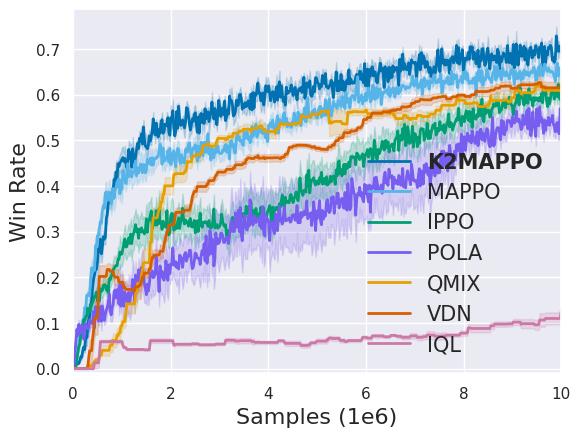 Win Rate
0.7
0.6
0.5
0.4
0.3
0.2
0.1
0.0
K2MAPPO
MAPPO
IPPO
POLA
QMIX
VDN
IQL
0
2
4
6
8
10
Samples (1e6)